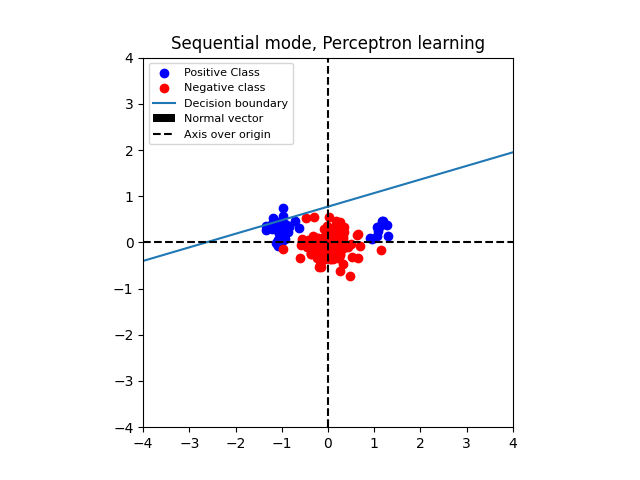 Sequential mode, Perceptron learning
4
3
2
1
0
−1
−2
−3
−4
Positive Class
Negative class
Decision boundary
Normal vector
Axis over origin
−4 −3 −2 −1 0 1 2 3 4